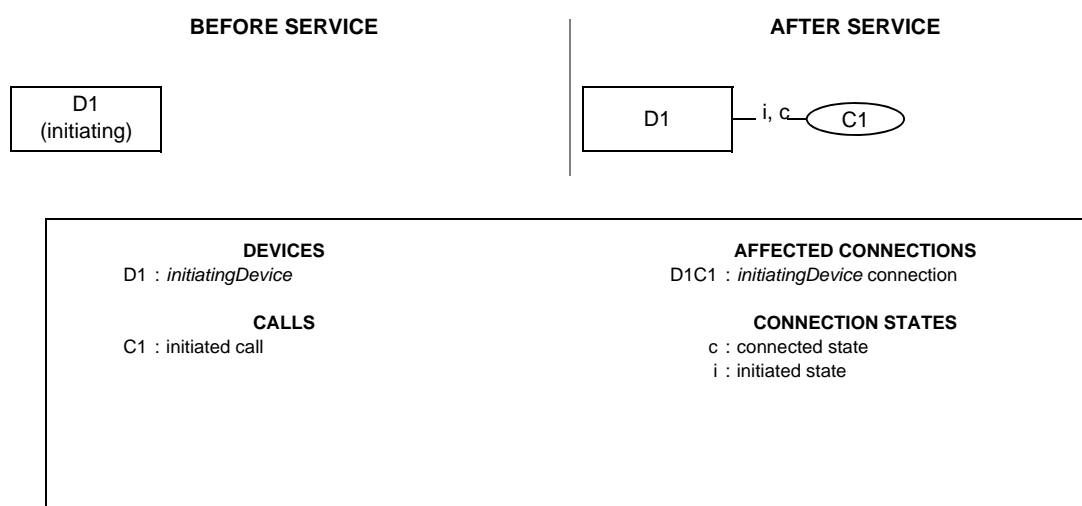 BEFORE SERVICE
AFTER SERVICE
D1
(initiating)
D1
i, c
C1
DEVICES
D1 : initiatingDevice
CALLS
C1 : initiated call
AFFECTED CONNECTIONS
D1C1 : initiatingDevice connection
CONNECTION STATES
c : connected state
i : initiated state